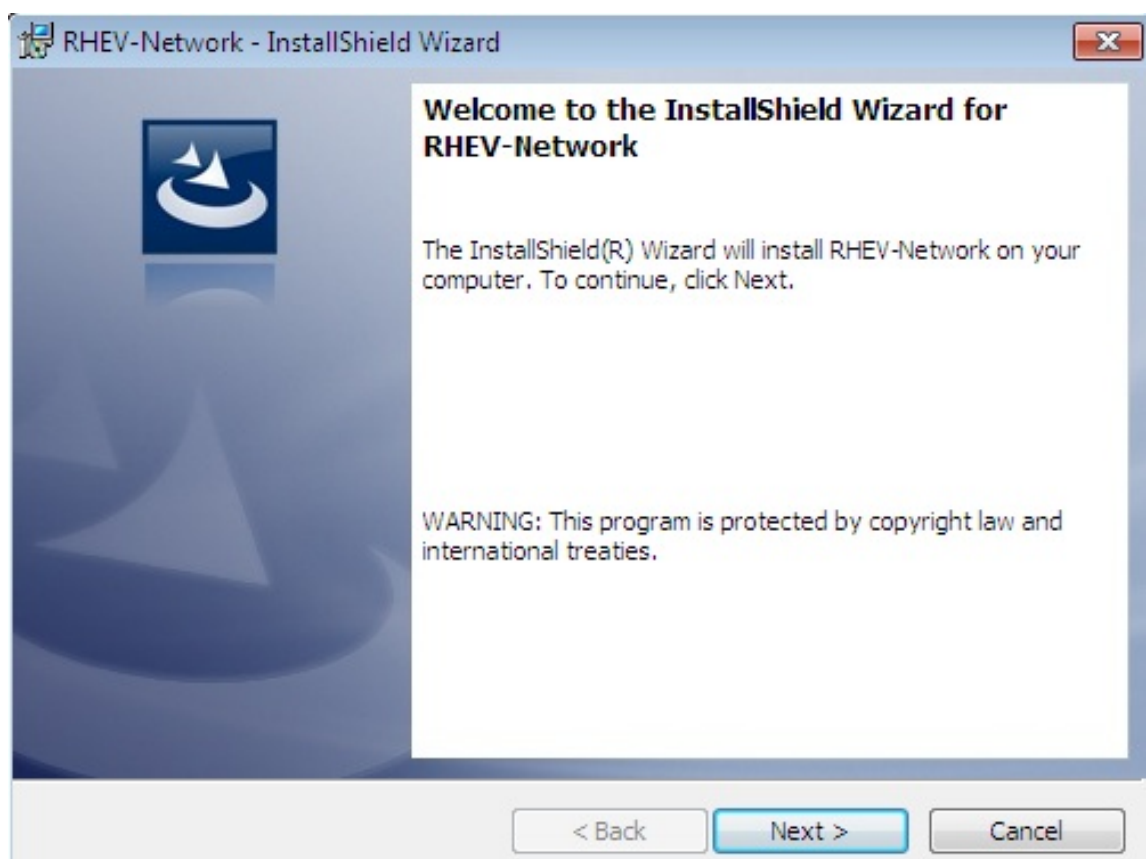 RHEV-Network - InstallShield Wizard
Welcome to the InstallShield Wizard for
RHEV-Network
The InstallShield(R) Wizard will install RHEV-Network on your
computer. To continue, click Next.
WARNING: This program is protected by copyright law and
international treaties.
< Back
Next >
Cancel